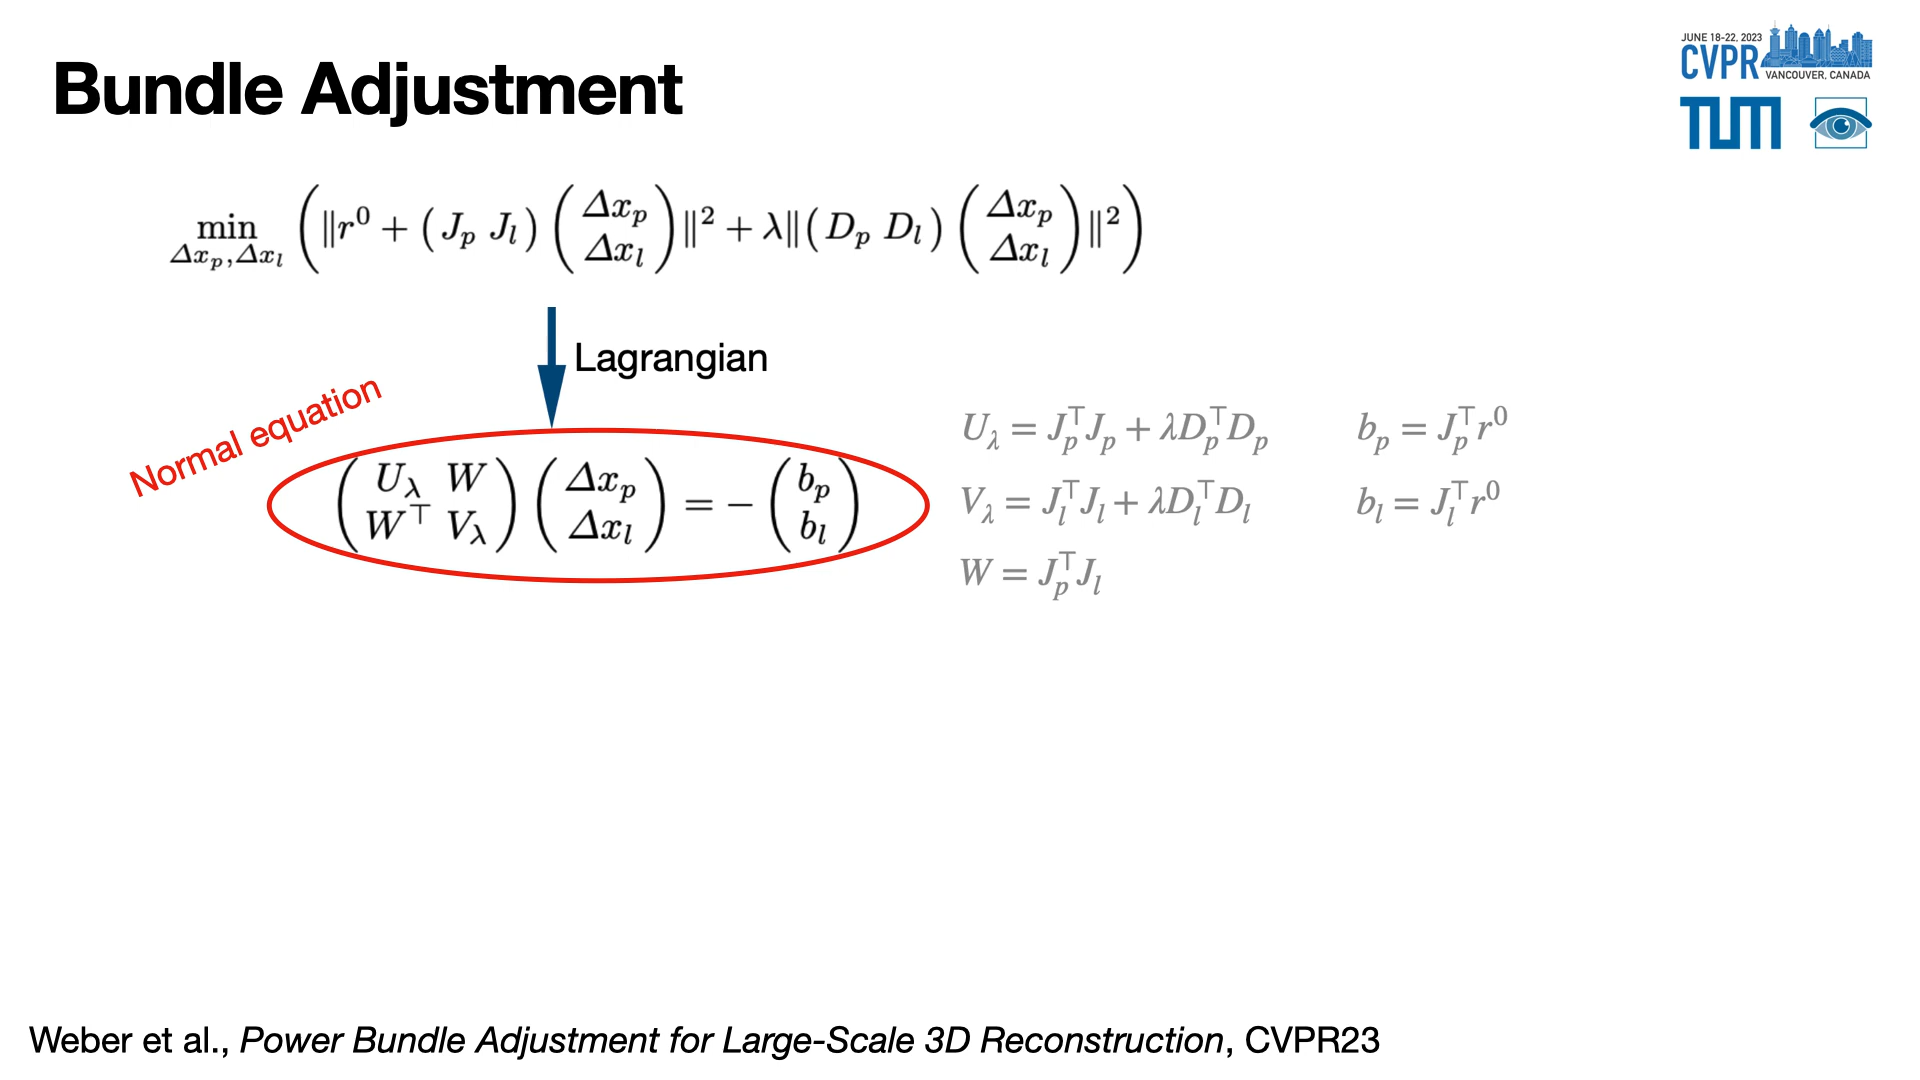 JUNE 18-22, 2023
CVPR
VANCOUVER, CANADA
TUM
Bundle Adjustment
min_{Δx_p,Δx_l} ( ‖r^0 + ( J_p J_l ) ( Δx_p Δx_l ) ‖^2 + λ‖( D_p D_l ) ( Δx_p Δx_l ) ‖^2 )
Lagrangian
Normal equation
( U_λ W W^⊤ V_λ ) ( Δx_p Δx_l ) = − ( b_p b_l )
U_λ = J_p^⊤ J_p + λD_p^⊤ D_p
b_p = J_p^⊤ r^0
V_λ = J_l^⊤ J_l + λD_l^⊤ D_l
b_l = J_l^⊤ r^0
W = J_p^⊤ J_l
Weber et al., Power Bundle Adjustment for Large-Scale 3D Reconstruction, CVPR23